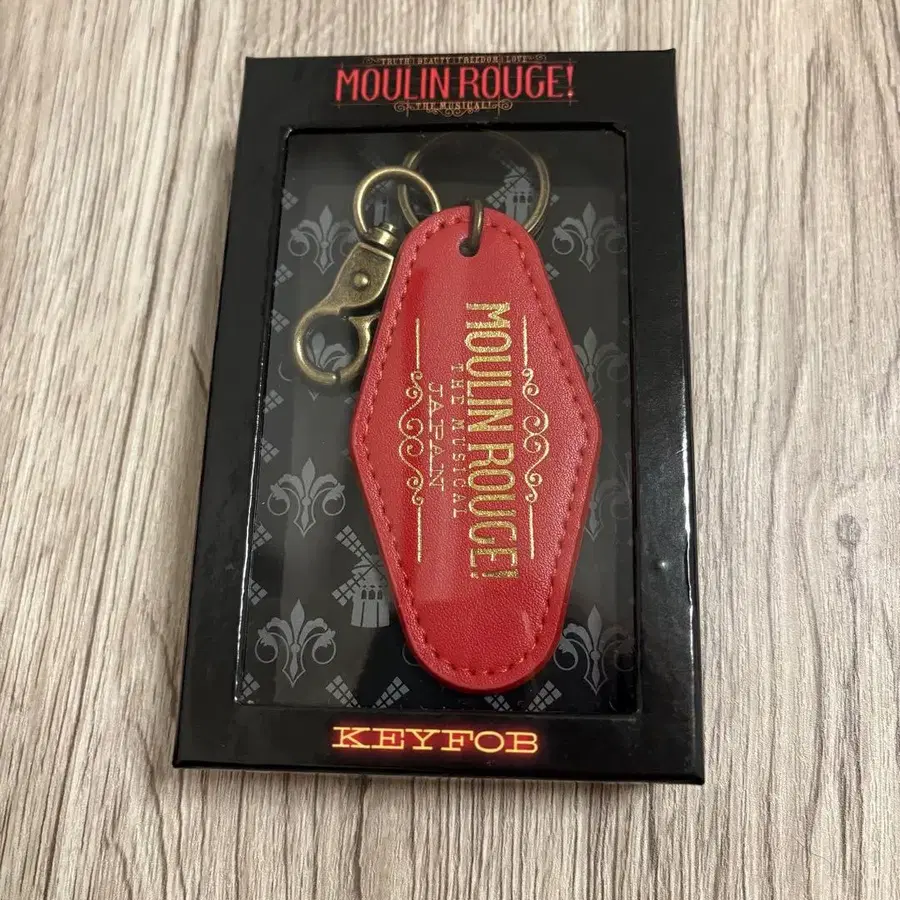 TRUTH | BEAUTY | FREEDOM | LOVE
MOULIN ROUGE!
THE MUSICAL!
MOULIN ROUGE!
THE MUSICAL
JAPAN
KEYFOB